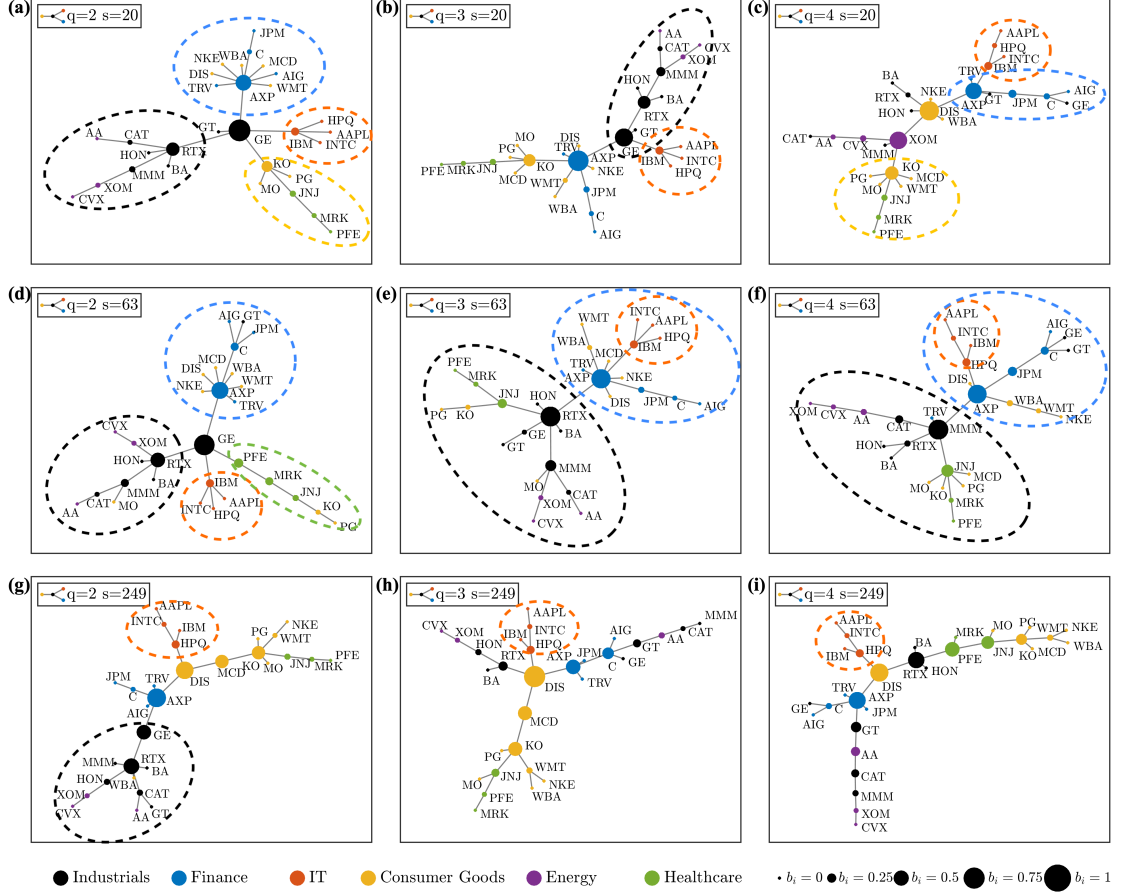 (a) q=2 s=20
JPM
C
NKE WBA MCD
DIS AIG
TRV WMT
AXP
AA CAT GT GE HPQ
AAPL
IBM INTC
HON RTX
MMM BA
XOM
CVX
KO
PG
MO JNJ
MRK
PFE
(b) q=3 s=20
AA
CAT CVX
XOM
MMM
HON
BA
RTX
GT
GE
AAPL
IBM INTC
HPQ
MO DIS
TRV
PG AXP
PFE MRK JNJ KO NKE
MCD WMT
JPM
WBA
C
AIG
(c) q=4 s=20
AAPL
HPQ
INTC
TRV IBM
BA
NKE
RTX AXP GT JPM C AIG
GE
HON DIS
WBA
CAT AA CVX XOM
MMM
KO
PG MCD
MO WMT
JNJ
MRK
PFE
(d) q=2 s=63
AIG GT
JPM
C
MCD
DIS WBA
WMT
NKE AXP
TRV
CVX
XOM GE
HON RTX
PFE
BA MRK
MMM IBM
CAT MO JNJ
AA INTC AAPL
HPQ KO
PG
(e) q=3 s=63
INTC
WMT AAPL
HPQ
WBA IBM
MCD
TRV
PFE AXP NKE
MRK
DIS JPM C AIG
JNJ HON
PG KO RTX
GE BA
GT
MMM
MO
CAT
XOM
AA
CVX
(f) q=4 s=63
AAPL
AIG
INTC GE
IBM C GT
HPQ
JPM
DIS
AXP WBA
WMT
NKE
XOM CVX AA TRV
CAT
MMM
HON RTX
BA
JNJ
MCD
MO PG
KO
MRK
PFE
(g) q=2 s=249
AAPL
INTC IBM
HPQ
NKE
PG WMT
PFE
KO JNJ MRK
MO
MCD
DIS
JPM TRV
C AXP
AIG
GE
MMM RTX
BA
HON WBA
XOM CAT
CVX AA GT
(h) q=3 s=249
AAPL
CVX IBM INTC
XOM HPQ
HON
RTX
BA
MMM
AIG CAT
AA
GT
AXP JPM C GE
DIS TRV
MCD
KO
PG
WMT
MO JNJ NKE
PFE WBA
MRK
(i) q=4 s=249
AAPL
INTC
IBM HPQ
BA MRK MO PG WMT NKE
WBA
RTX PFE JNJ KO MCD
HON
DIS
TRV AXP
GE C JPM
AIG
GT
AA
CAT
MMM
XOM
CVX
Industrials Finance IT Consumer Goods Energy Healthcare b_i = 0 b_i = 0.25 b_i = 0.5 b_i = 0.75 b_i = 1